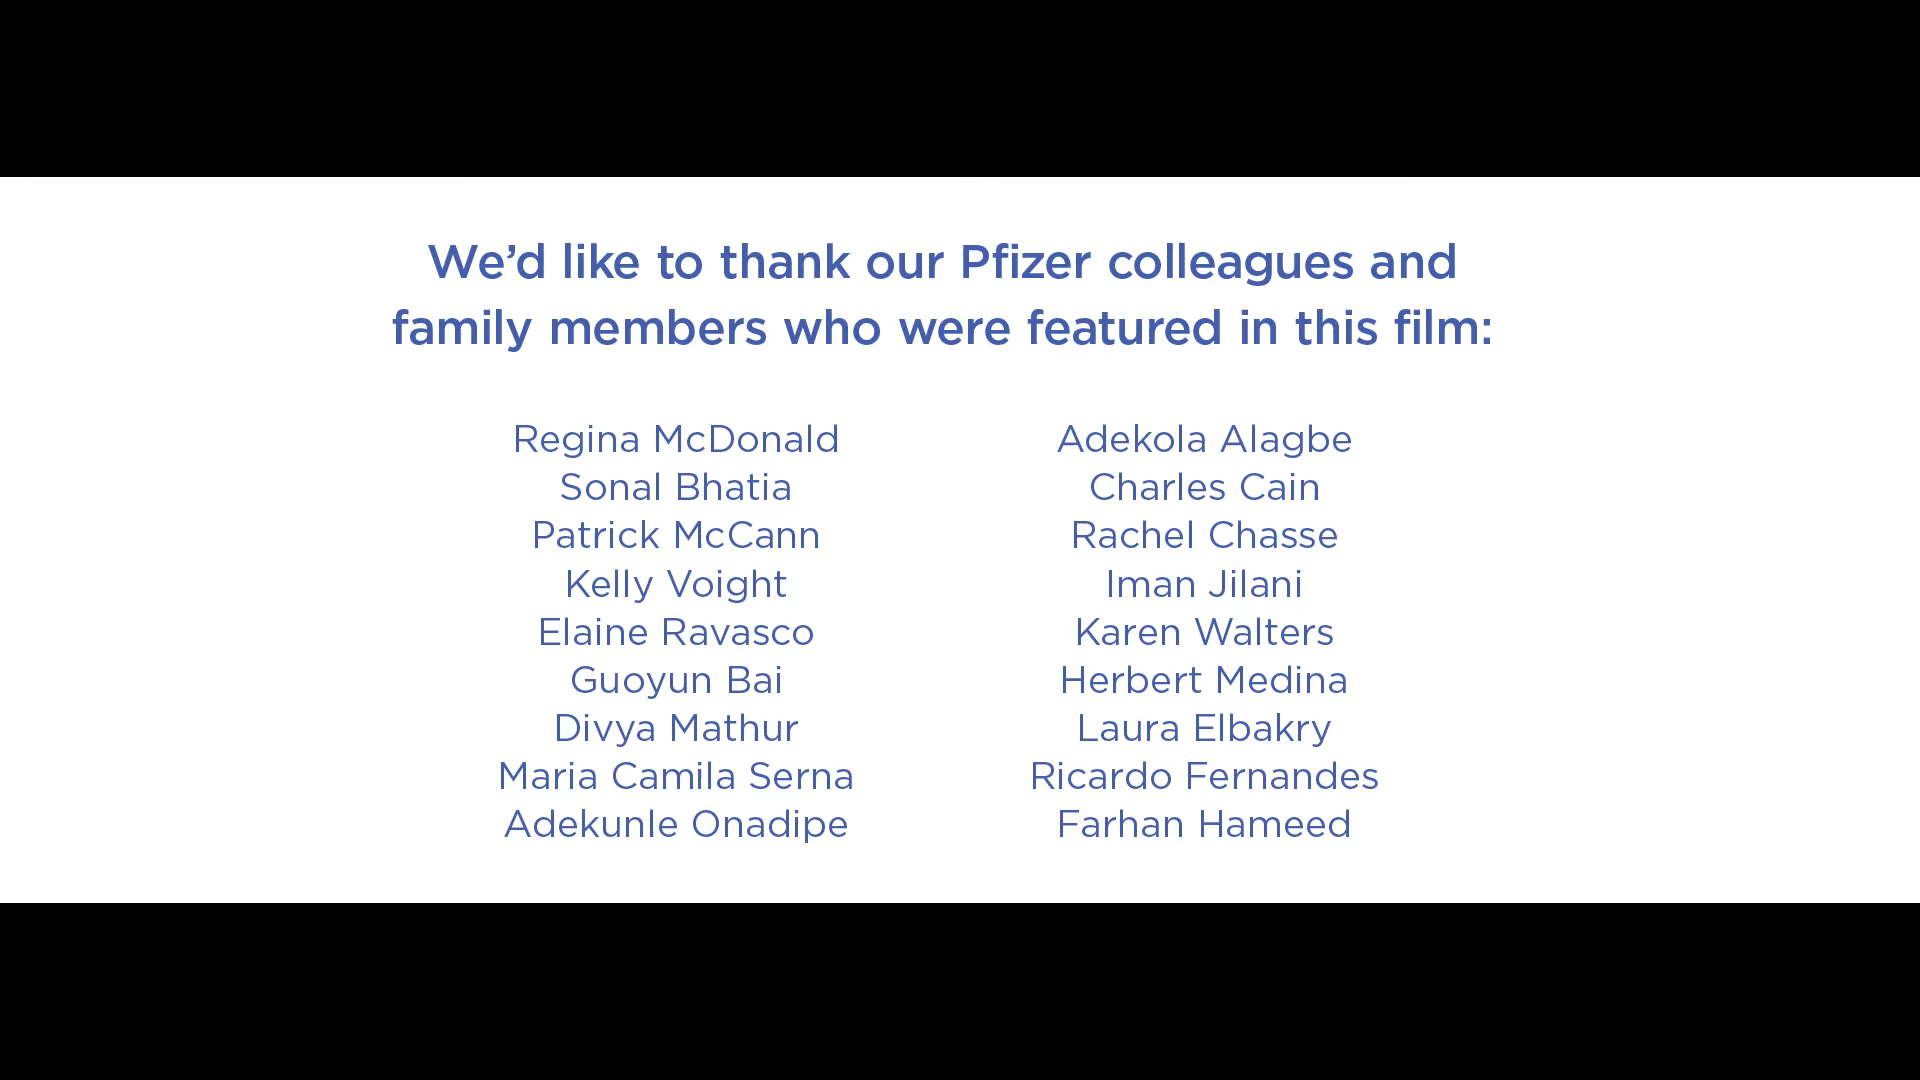 We’d like to thank our Pfizer colleagues and
family members who were featured in this film:
Regina McDonald
Sonal Bhatia
Patrick McCann
Kelly Voight
Elaine Ravasco
Guoyun Bai
Divya Mathur
Maria Camila Serna
Adekunle Onadipe
Adekola Alagbe
Charles Cain
Rachel Chasse
Iman Jilani
Karen Walters
Herbert Medina
Laura Elbakry
Ricardo Fernandes
Farhan Hameed